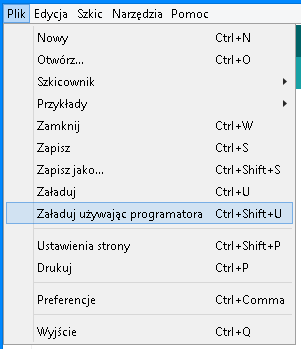 Plik Edycja Szkic Narzędzia Pomoc
Nowy Ctrl+N
Otwórz... Ctrl+O
Szkicownik
Przykłady
Zamknij Ctrl+W
Zapisz Ctrl+S
Zapisz jako... Ctrl+Shift+S
Załaduj Ctrl+U
Załaduj używając programatora Ctrl+Shift+U
Ustawienia strony Ctrl+Shift+P
Drukuj Ctrl+P
Preferencje Ctrl+Comma
Wyjście Ctrl+Q